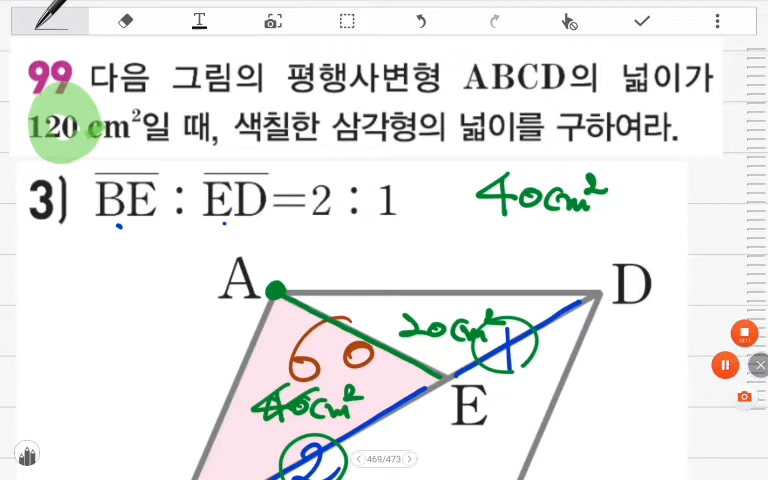 T
99 다음 그림의 평행사변형 ABCD의 넓이가
120 cm²일 때, 색칠한 삼각형의 넓이를 구하여라.
3) BE : ED=2 : 1 40cm²
A D
20cm² 1
60
40cm² E
2
469/473